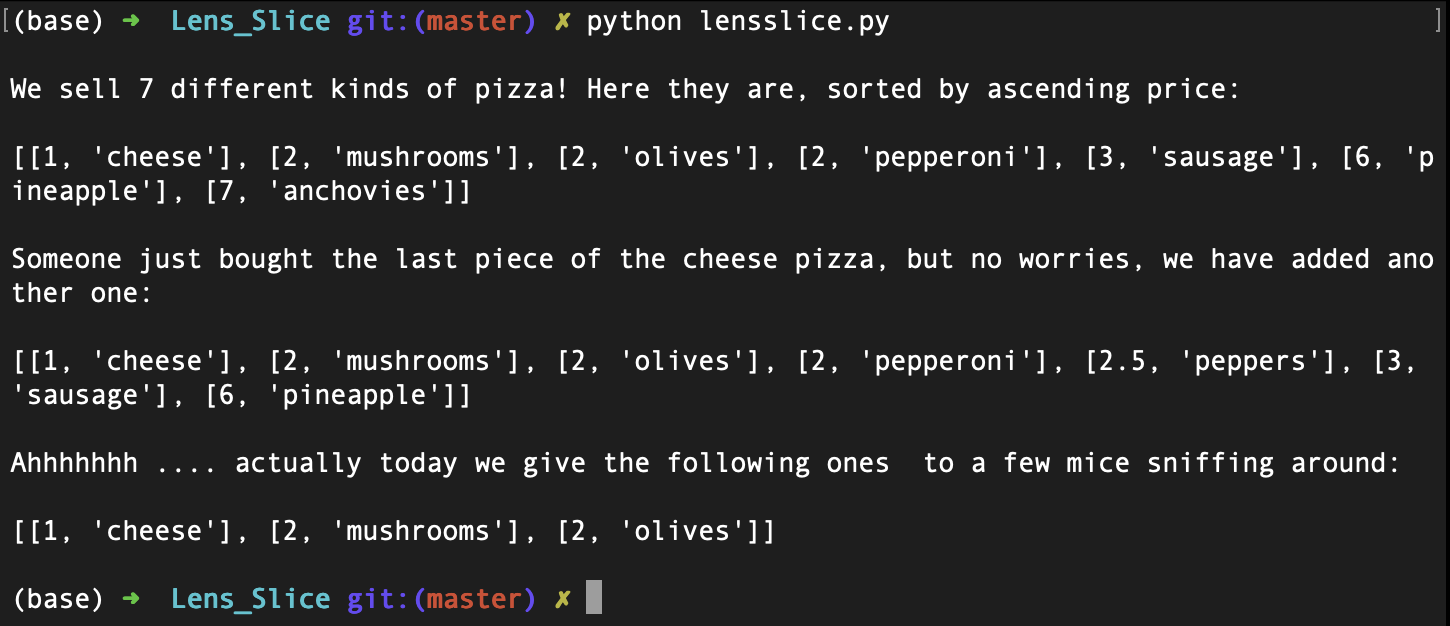 [(base) ➜  Lens_Slice git:(master) ✗ python lensslice.py ]
We sell 7 different kinds of pizza! Here they are, sorted by ascending price:
[[1, 'cheese'], [2, 'mushrooms'], [2, 'olives'], [2, 'pepperoni'], [3, 'sausage'], [6, 'p
ineapple'], [7, 'anchovies']]
Someone just bought the last piece of the cheese pizza, but no worries, we have added ano
ther one:
[[1, 'cheese'], [2, 'mushrooms'], [2, 'olives'], [2, 'pepperoni'], [2.5, 'peppers'], [3,
'sausage'], [6, 'pineapple']]
Ahhhhhhh .... actually today we give the following ones  to a few mice sniffing around:
[[1, 'cheese'], [2, 'mushrooms'], [2, 'olives']]
(base) ➜  Lens_Slice git:(master) ✗